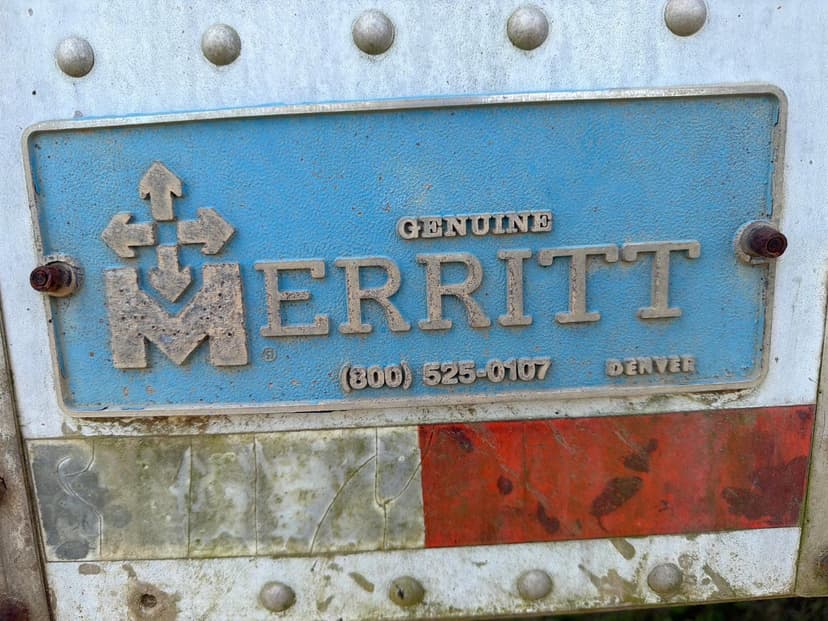 GENUINE
MERRITT
®
(800) 525-0107 DENVER